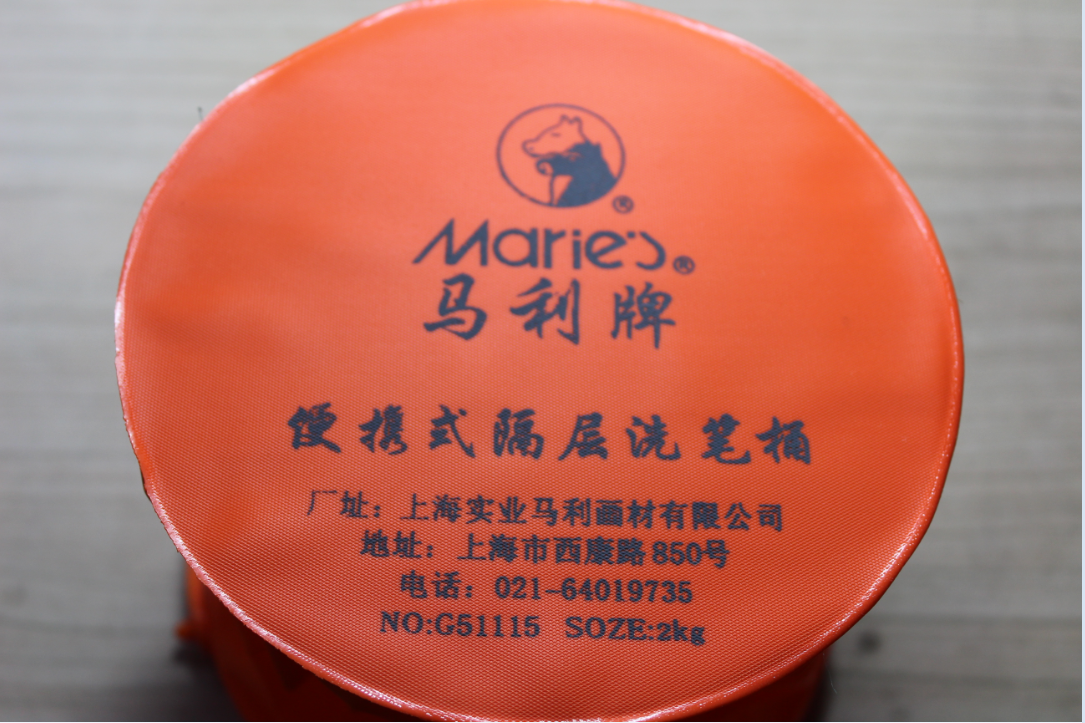 ®
Marie's®
马利牌
便携式隔层洗笔桶
厂址：上海实业马利画材有限公司
地址：上海市西康路850号
电话：021-64019735
NO:G51115 SOZE:2kg